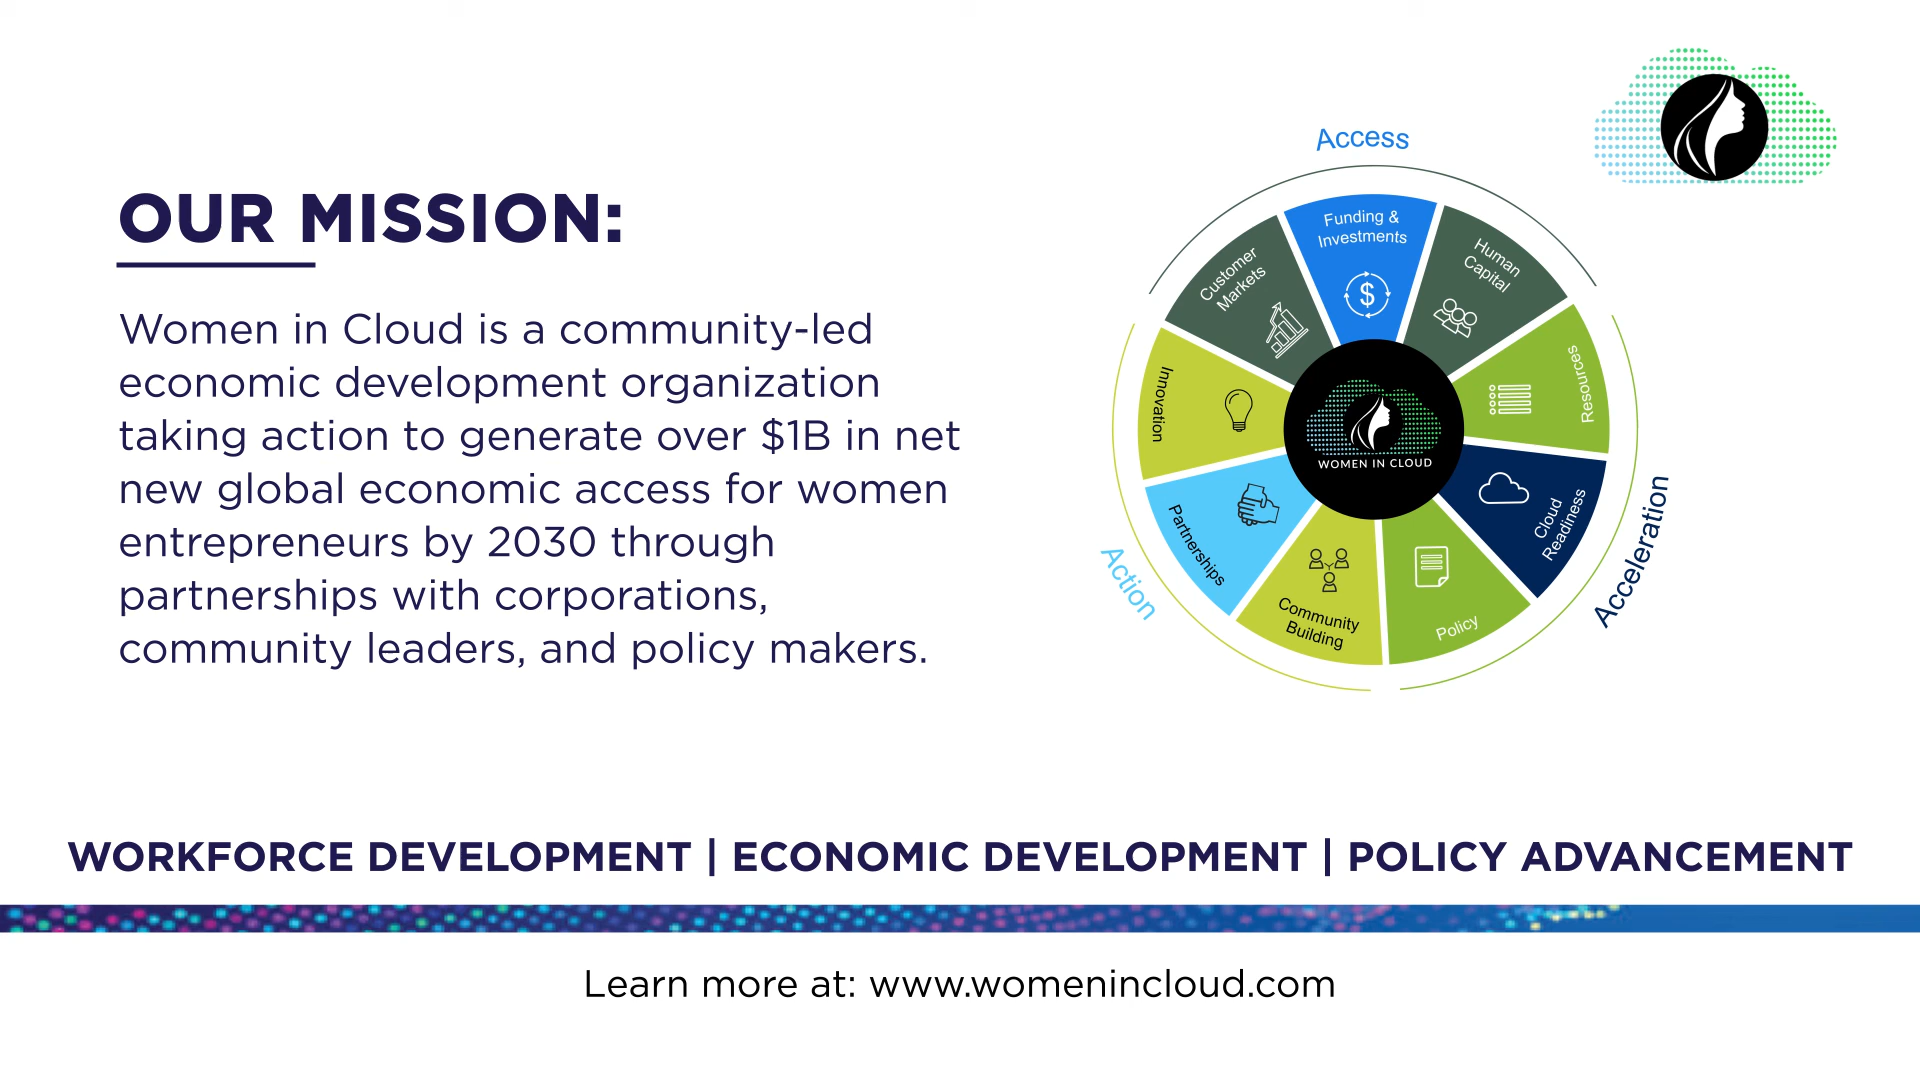 OUR MISSION:
Women in Cloud is a community-led
economic development organization
taking action to generate over $1B in net
new global economic access for women
entrepreneurs by 2030 through
partnerships with corporations,
community leaders, and policy makers.
Access
Funding &
Investments
Human
Capital
Resources
Cloud
Readiness
Policy
Community
Building
Partnerships
Innovation
Customer
Markets
$
WOMEN IN CLOUD
Acceleration
Action
WORKFORCE DEVELOPMENT | ECONOMIC DEVELOPMENT | POLICY ADVANCEMENT
Learn more at: www.womenincloud.com